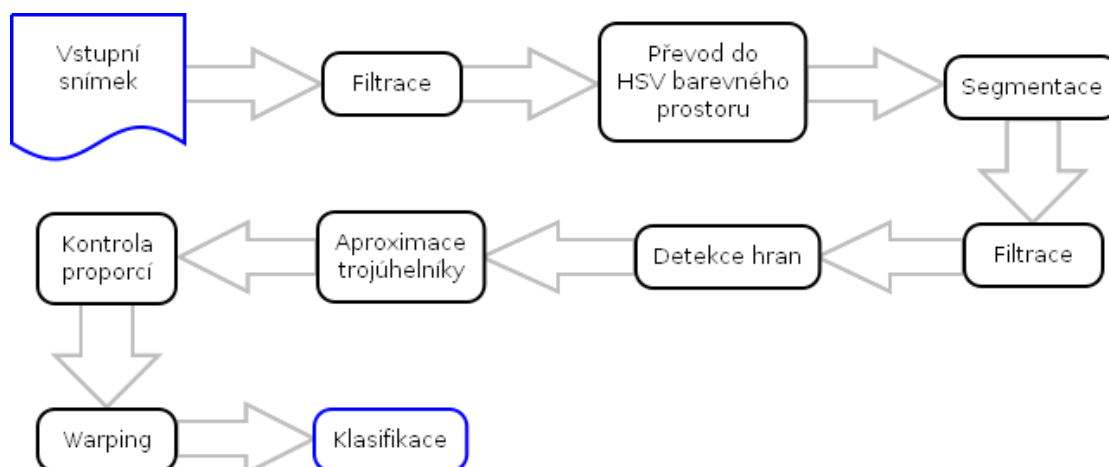 Vstupní
snímek
Filtrace
Převod do
HSV barevného
prostoru
Segmentace
Filtrace
Detekce hran
Aproximace
trojúhelníky
Kontrola
proporcí
Warping
Klasifikace